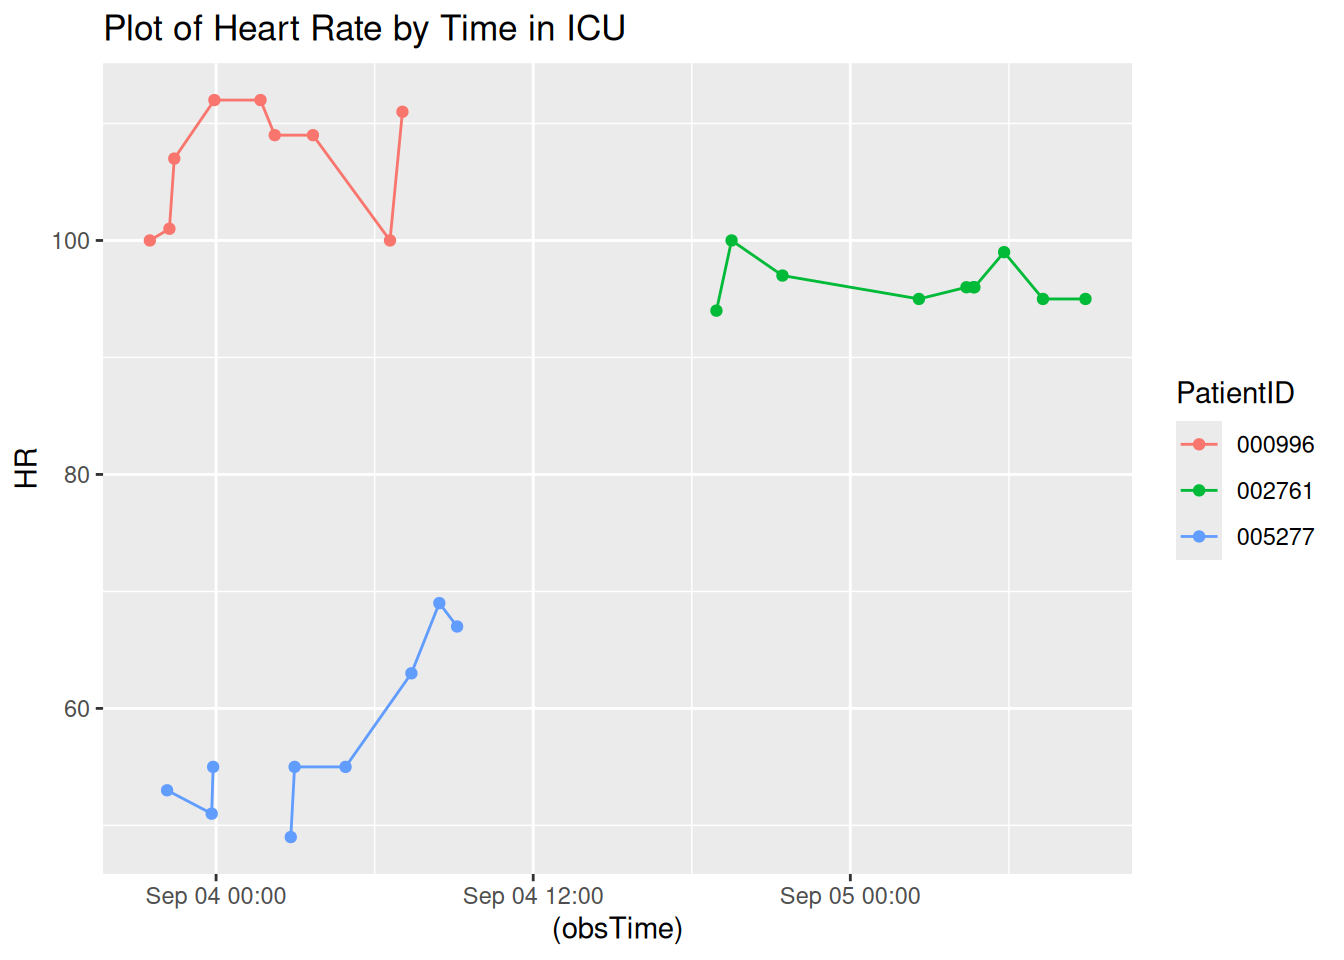 Plot of Heart Rate by Time in ICU
HR
100
80
60
Sep 04 00:00
Sep 04 12:00
Sep 05 00:00
(obsTime)
PatientID
000996
002761
005277